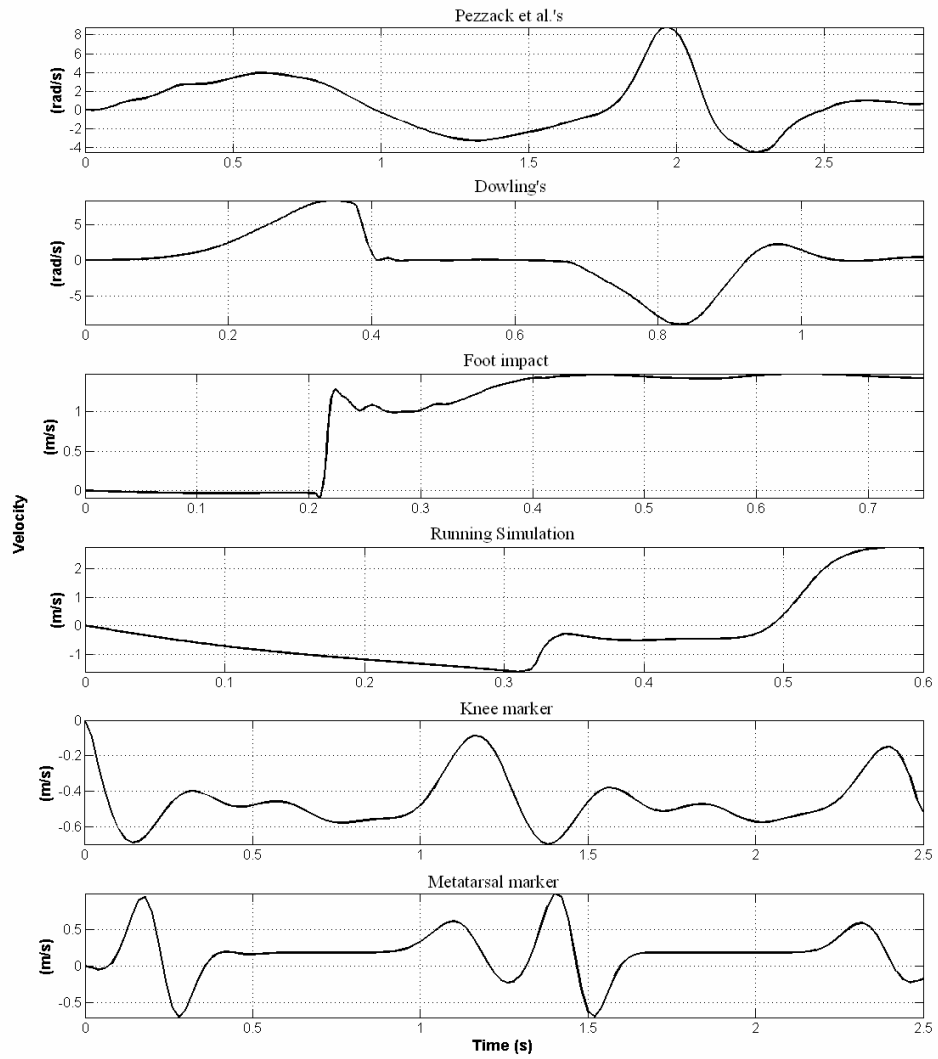 Pezzack et al.'s
8
6
4
2
0
-2
-4
(rad/s)
0 0.5 1 1.5 2 2.5
Dowling's
5
0
-5
(rad/s)
0 0.2 0.4 0.6 0.8 1
Foot impact
1
0.5
0
(m/s)
0 0.1 0.2 0.3 0.4 0.5 0.6 0.7
Velocity
Running Simulation
2
1
0
-1
(m/s)
0 0.1 0.2 0.3 0.4 0.5 0.6
Knee marker
0
-0.2
-0.4
-0.6
(m/s)
0 0.5 1 1.5 2 2.5
Metatarsal marker
0.5
0
-0.5
(m/s)
0 0.5 1 1.5 2 2.5
Time (s)